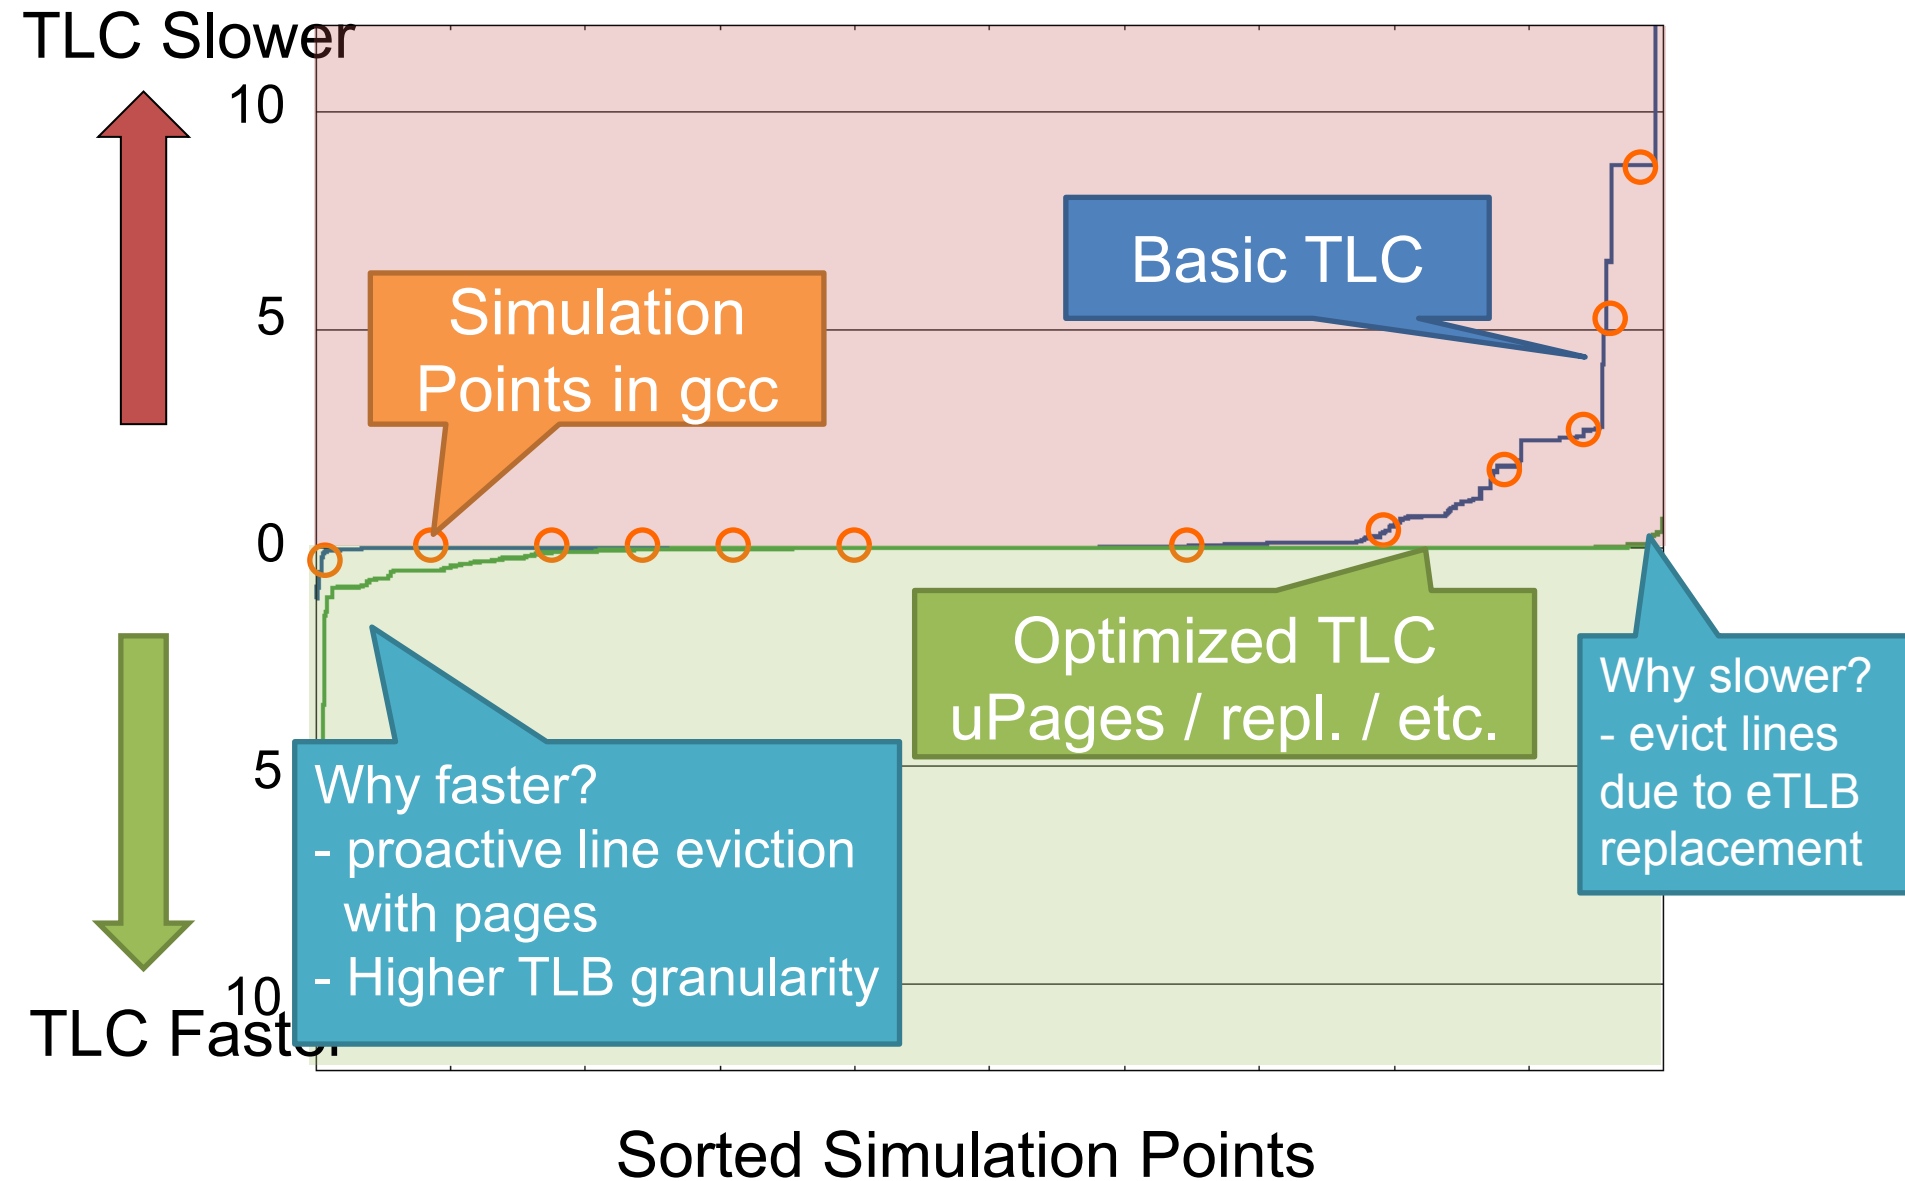 TLC Slower
10
5
0
5
10
TLC Faster
Simulation
Points in gcc
Basic TLC
Optimized TLC
uPages / repl. / etc.
Why faster?
- proactive line eviction
with pages
- Higher TLB granularity
Why slower?
- evict lines
due to eTLB
replacement
Sorted Simulation Points